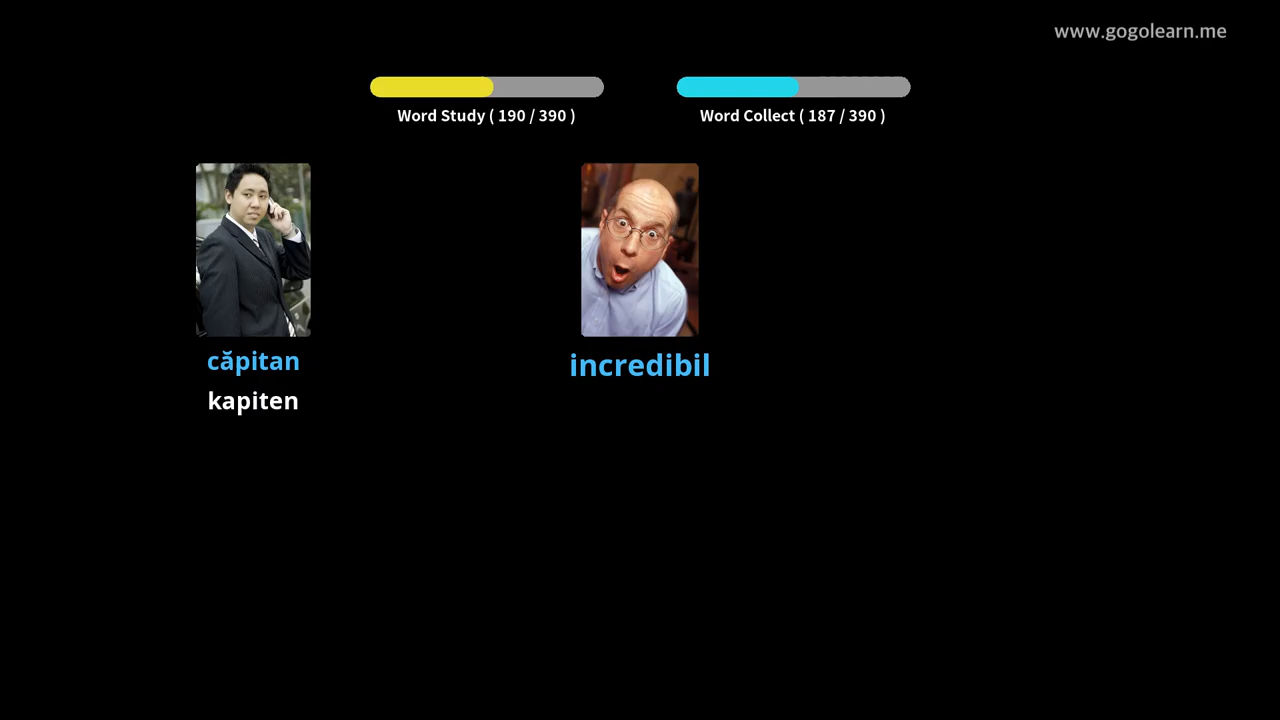 www.gogolearn.me
Word Study ( 190 / 390 )
Word Collect ( 187 / 390 )
căpitan
kapiten
incredibil